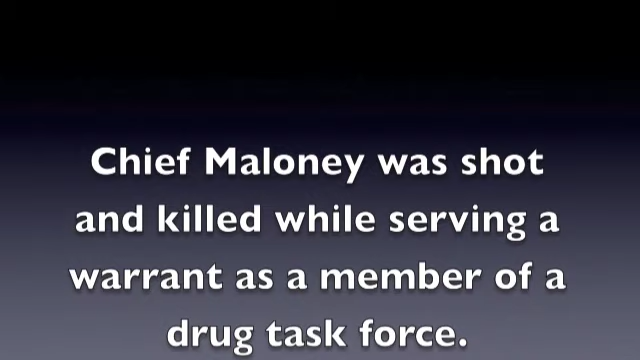 Chief Maloney was shot
and killed while serving a
warrant as a member of a
drug task force.